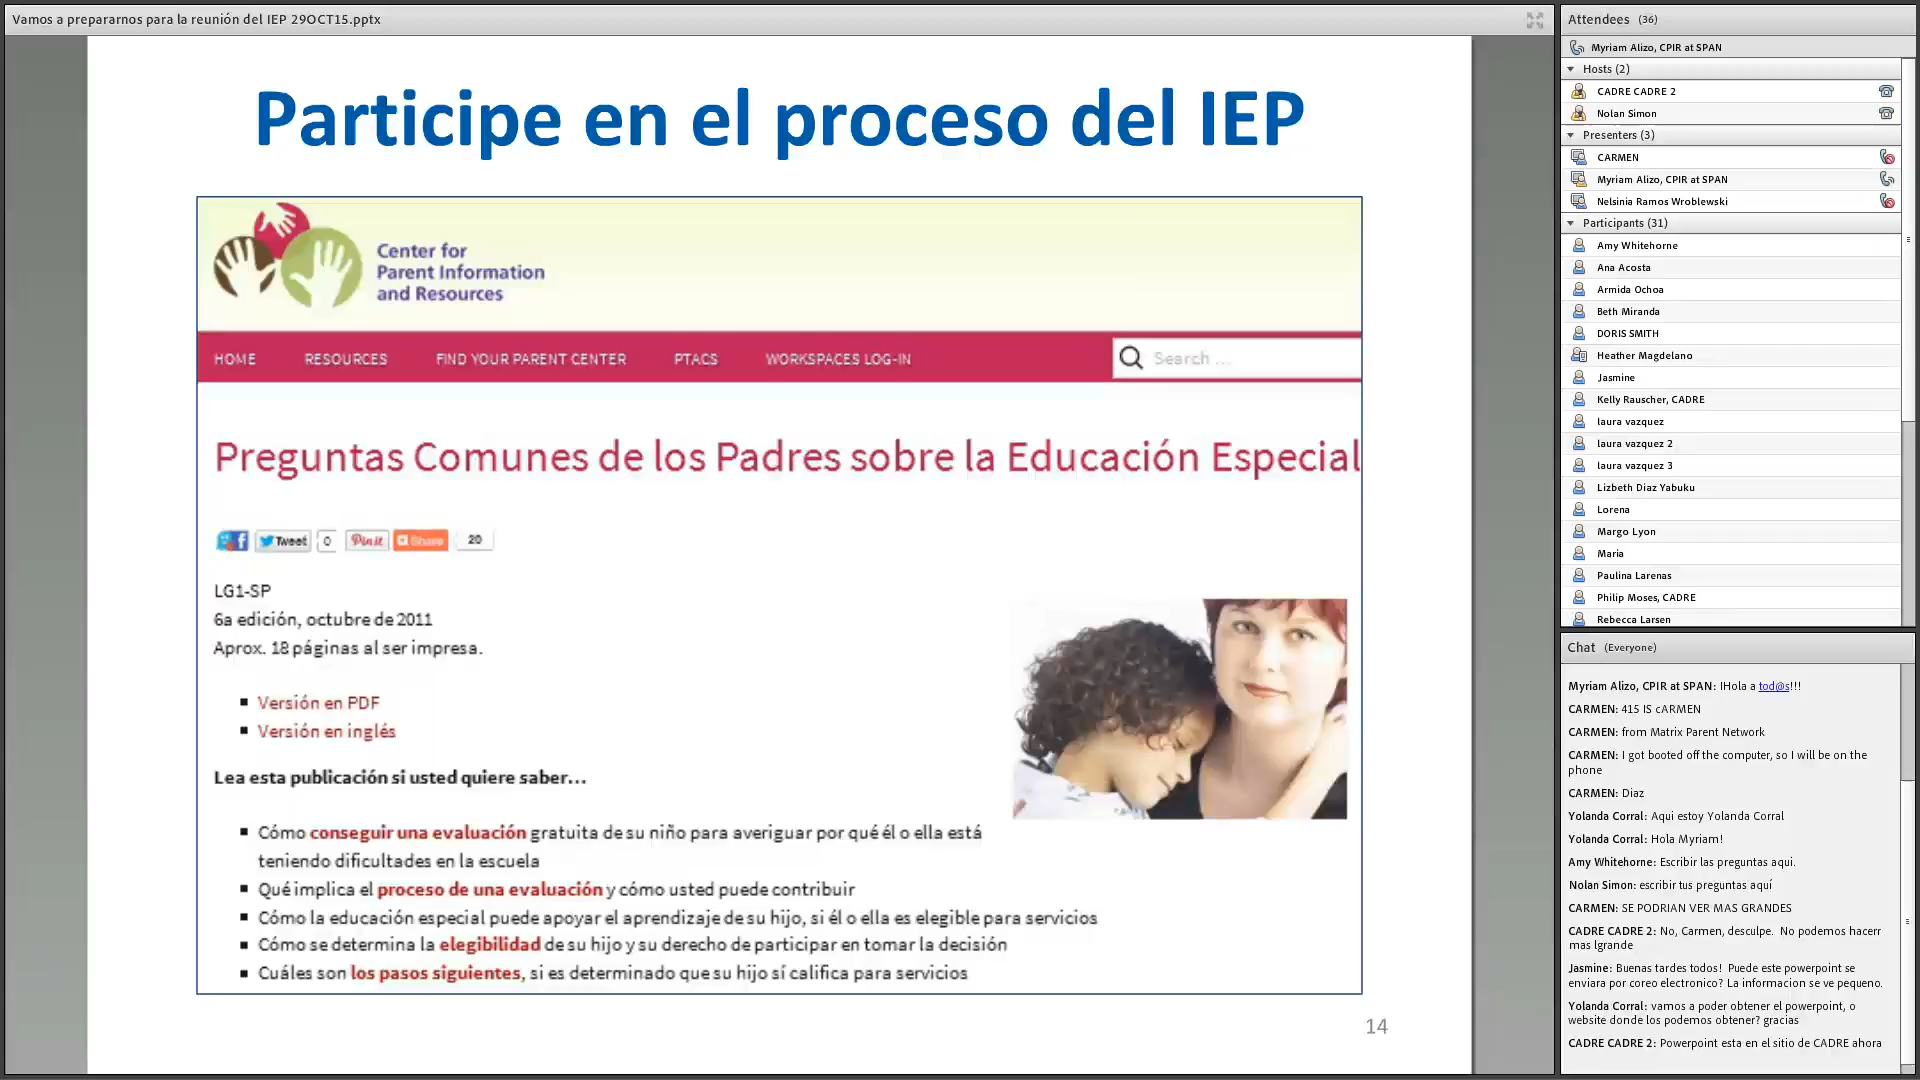 Vamos a prepararnos para la reunión del IEP 29OCT15.pptx
Participe en el proceso del IEP
Center for
Parent Information
and Resources
HOME RESOURCES FIND YOUR PARENT CENTER PTACS WORKSPACES LOG-IN Search ...
Preguntas Comunes de los Padres sobre la Educación Especial
Tweet 0 Pin it Share 20
LG1-SP
6a edición, octubre de 2011
Aprox. 18 páginas al ser impresa.
Versión en PDF
Versión en inglés
Lea esta publicación si usted quiere saber…
Cómo conseguir una evaluación gratuita de su niño para averiguar por qué él o ella está
teniendo dificultades en la escuela
Qué implica el proceso de una evaluación y cómo usted puede contribuir
Cómo la educación especial puede apoyar el aprendizaje de su hijo, si él o ella es elegible para servicios
Cómo se determina la elegibilidad de su hijo y su derecho de participar en tomar la decisión
Cuáles son los pasos siguientes, si es determinado que su hijo sí califica para servicios
14
Attendees (36)
Myriam Alizo, CPIR at SPAN
Hosts (2)
CADRE CADRE 2
Nolan Simon
Presenters (3)
CARMEN
Myriam Alizo, CPIR at SPAN
Nelsinia Ramos Wroblewski
Participants (31)
Amy Whitehorne
Ana Acosta
Armida Ochoa
Beth Miranda
DORIS SMITH
Heather Magdelano
Jasmine
Kelly Rauscher, CADRE
laura vazquez
laura vazquez 2
laura vazquez 3
Lizbeth Diaz Yabuku
Lorena
Margo Lyon
Maria
Paulina Larenas
Philip Moses, CADRE
Rebecca Larsen
Chat (Everyone)
Myriam Alizo, CPIR at SPAN: IHola a tod@s!!!
CARMEN: 415 IS cARMEN
CARMEN: from Matrix Parent Network
CARMEN: I got booted off the computer, so I will be on the
phone
CARMEN: Diaz
Yolanda Corral: Aqui estoy Yolanda Corral
Yolanda Corral: Hola Myriam!
Amy Whitehorne: Escribir las preguntas aqui.
Nolan Simon: escribir tus preguntas aquí
CARMEN: SE PODRIAN VER MAS GRANDES
CADRE CADRE 2: No, Carmen, desculpe. No podemos hacerr
mas lgrande
Jasmine: Buenas tardes todos! Puede este powerpoint se
enviara por coreo electronico? La informacion se ve pequeno.
Yolanda Corral: vamos a poder obtener el powerpoint, o
website donde los podemos obtener? gracias
CADRE CADRE 2: Powerpoint esta en el sitio de CADRE ahora